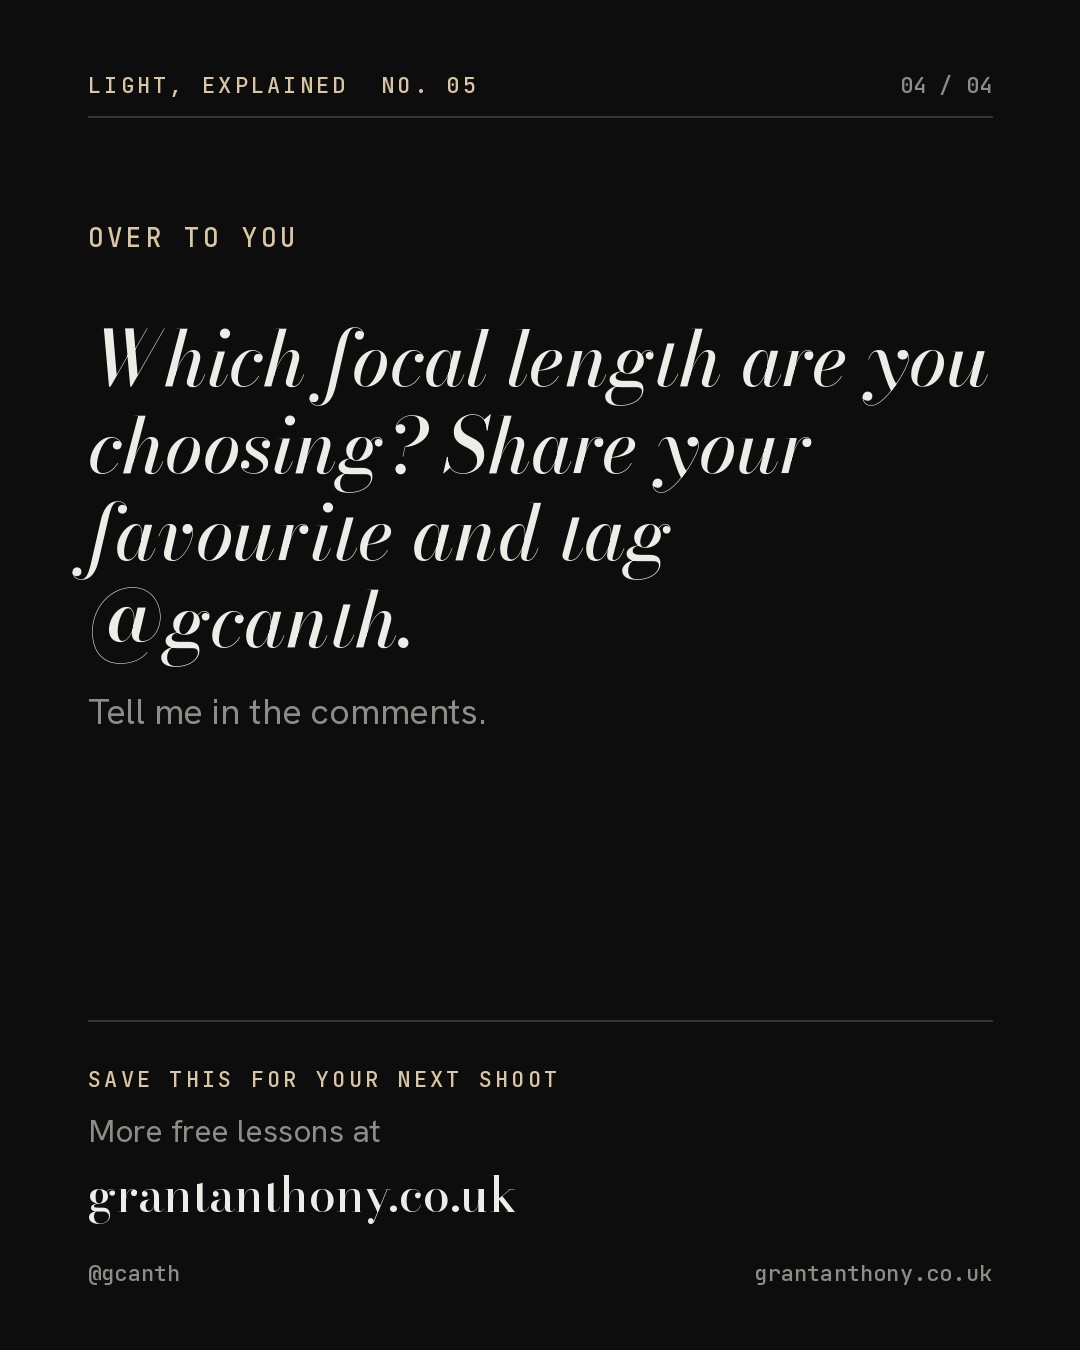 LIGHT, EXPLAINED NO. 05
04 / 04
OVER TO YOU
Which focal length are you
choosing? Share your
favourite and tag
@gcanth.
Tell me in the comments.
SAVE THIS FOR YOUR NEXT SHOOT
More free lessons at
grantanthony.co.uk
@gcanth
grantanthony.co.uk